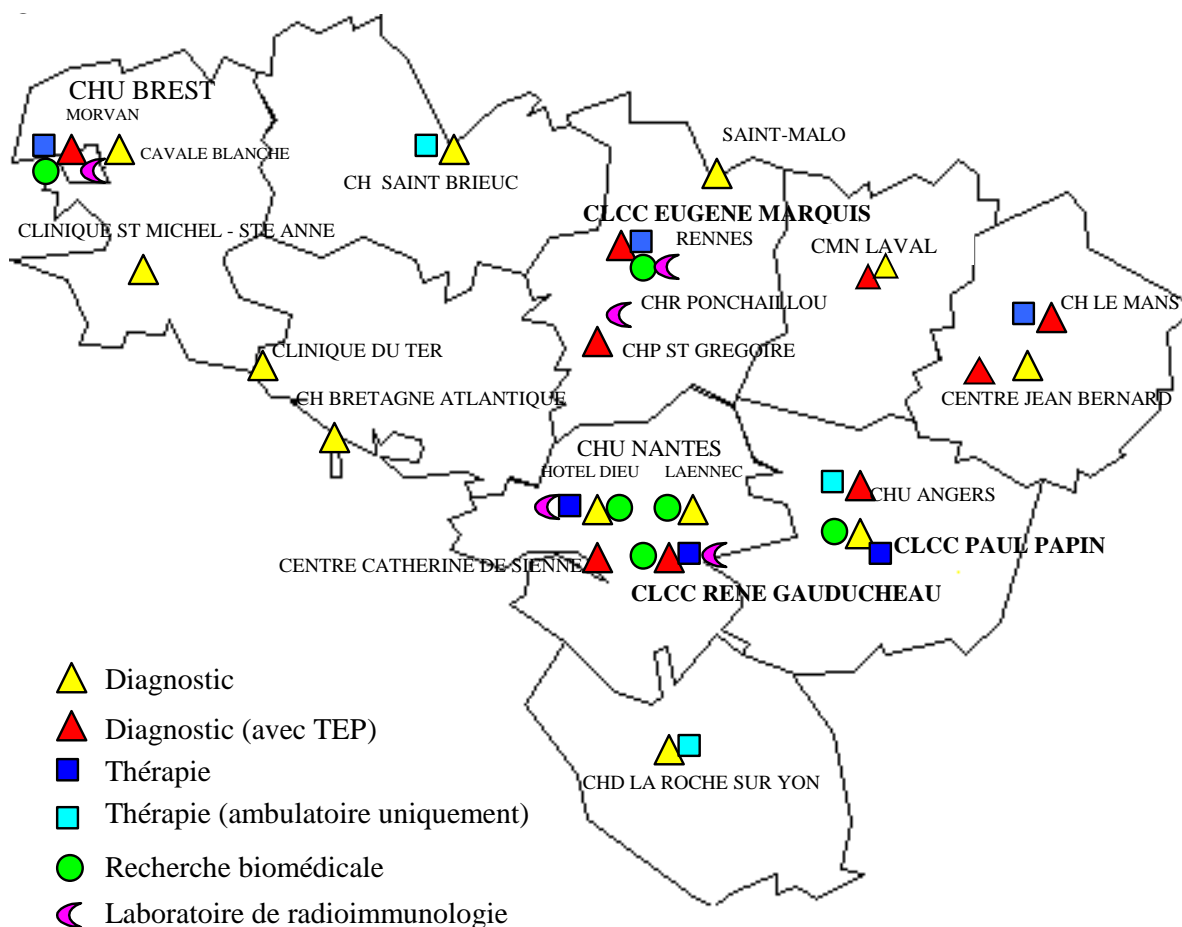 CHU BREST
MORVAN
CAVALE BLANCHE
SAINT-MALO
CH SAINT BRIEUC
CLCC EUGENE MARQUIS
RENNES
CLINIQUE ST MICHEL - STE ANNE
CMN LAVAL
CHR PONCHAILLOU
CH LE MANS
CLINIQUE DU TER
CHP ST GREGOIRE
CH BRETAGNE ATLANTIQUE
CENTRE JEAN BERNARD
CHU NANTES
HOTEL DIEU
LAENNEC
CHU ANGERS
CLCC PAUL PAPIN
CENTRE CATHERINE DE SIENNE
CLCC RENE GAUDUCHEAU
CHD LA ROCHE SUR YON
Diagnostic
Diagnostic (avec TEP)
Thérapie
Thérapie (ambulatoire uniquement)
Recherche biomédicale
Laboratoire de radioimmunologie